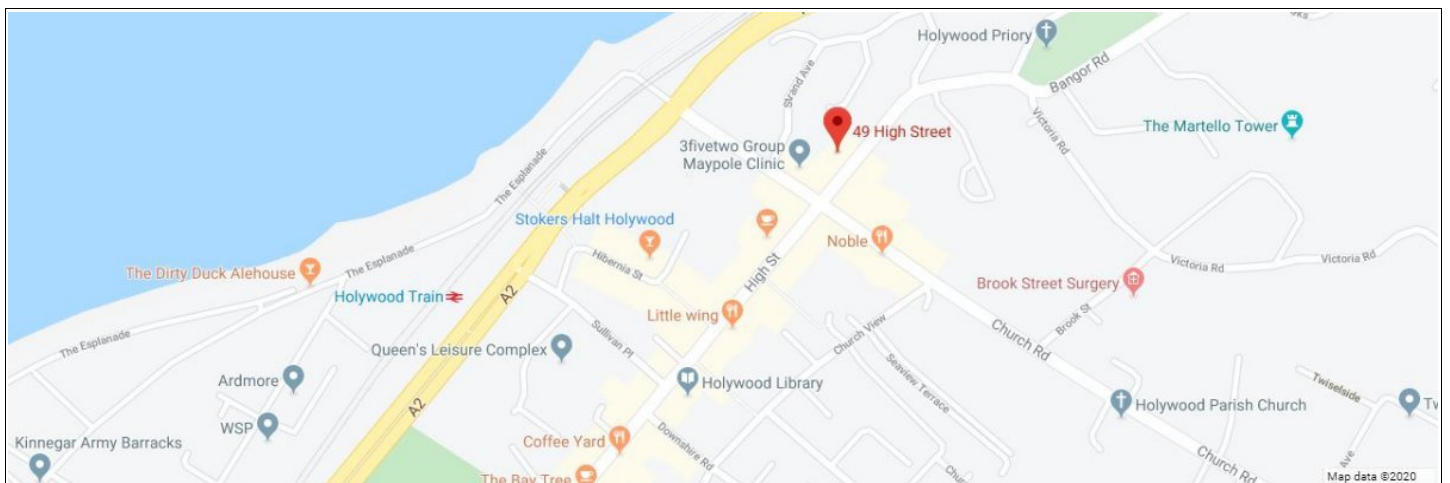 Holywood Priory
Bangor Rd
Strand Ave
49 High Street
The Martello Tower
Victoria Rd
3fivetwo Group
Maypole Clinic
The Esplanade
Stokers Halt Holywood
Noble
Hibernia St
High St
The Dirty Duck Alehouse
The Esplanade
Victoria Rd
Victoria Rd
Holywood Train
A2
Brook Street Surgery
Little wing
Brook St
Church Rd
Church View
Sullivan Pl
The Esplanade
Queen's Leisure Complex
Seaview Terrace
Ardmore
Holywood Library
Twiselside
A2
Holywood Parish Church
WSP
Kinnegar Army Barracks
Coffee Yard
Downshire Rd
Church Rd
The Bay Tree
Ave
Map data ©2020